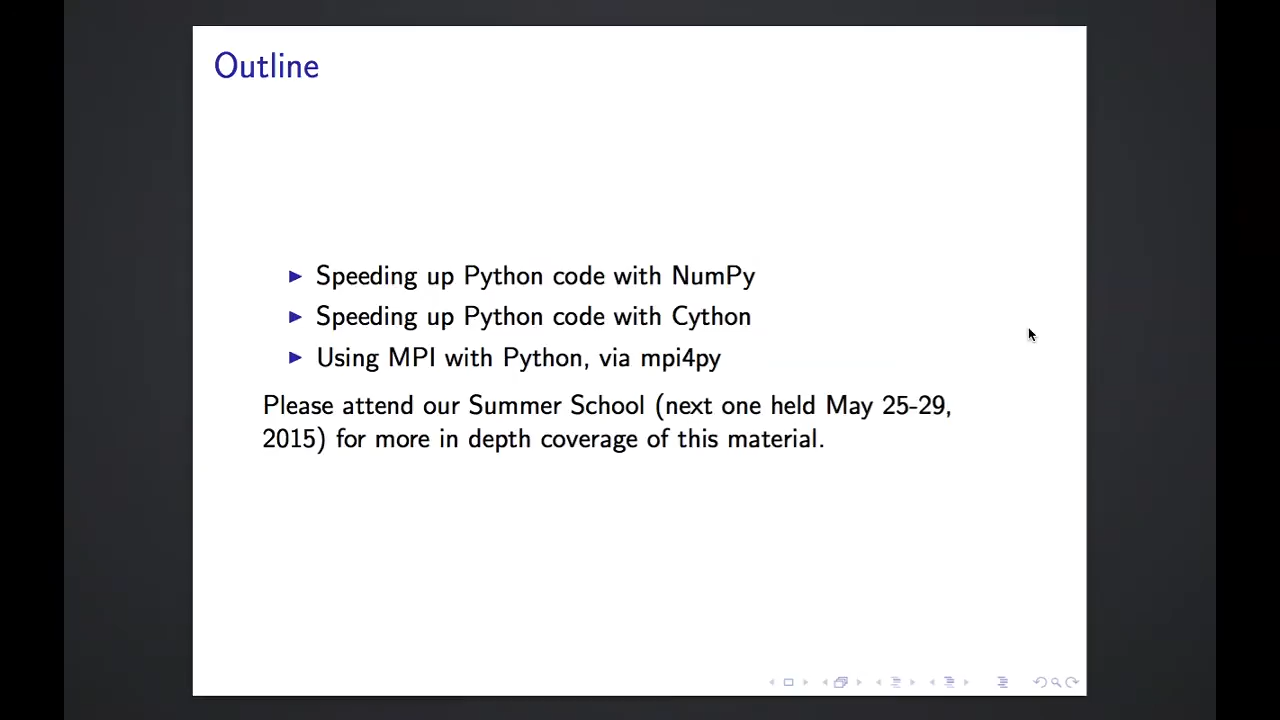 Outline
Speeding up Python code with NumPy
Speeding up Python code with Cython
Using MPI with Python, via mpi4py
Please attend our Summer School (next one held May 25-29,
2015) for more in depth coverage of this material.